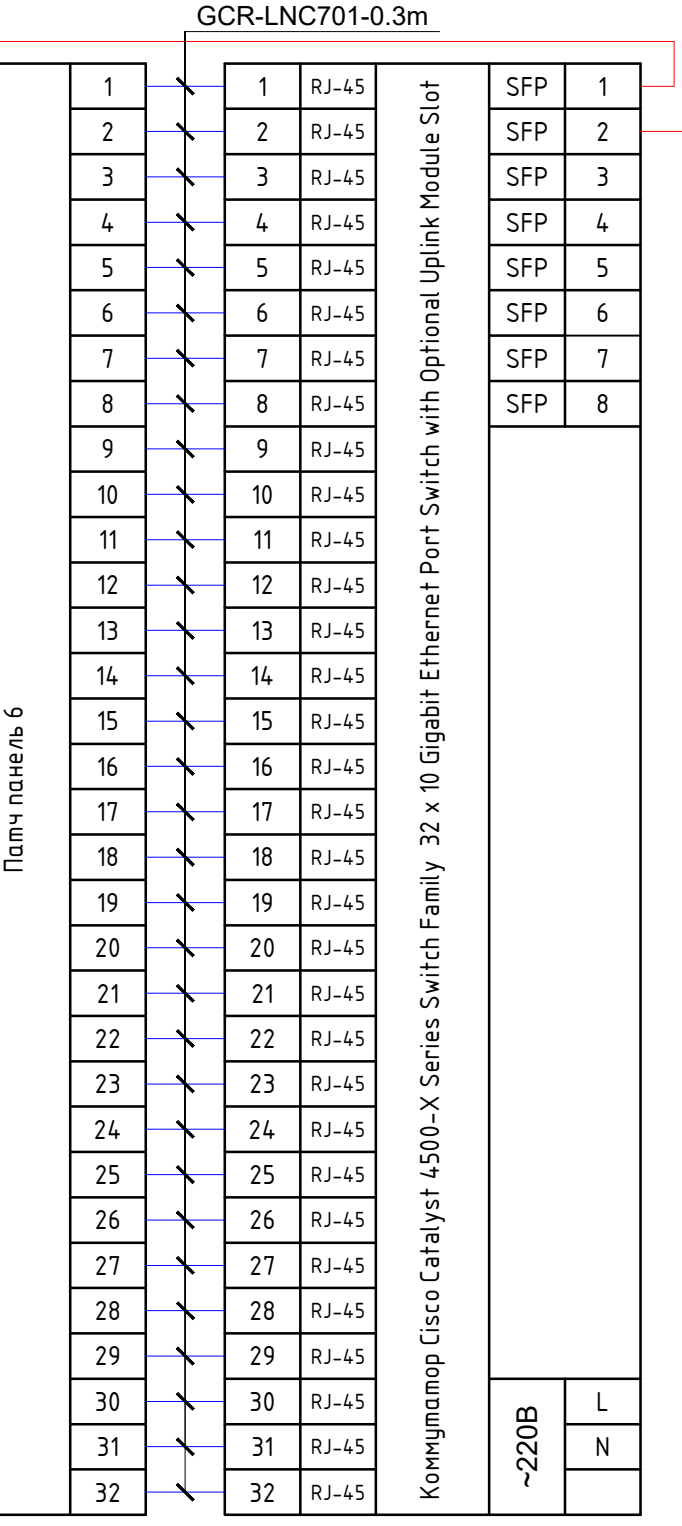 GCR-LNC701-0.3m
1 1 RJ-45 SFP 1
2 2 RJ-45 SFP 2
3 3 RJ-45 SFP 3
4 4 RJ-45 SFP 4
5 5 RJ-45 SFP 5
6 6 RJ-45 SFP 6
7 7 RJ-45 SFP 7
8 8 RJ-45 SFP 8
9 9 RJ-45
10 10 RJ-45
11 11 RJ-45
12 12 RJ-45
13 13 RJ-45
14 14 RJ-45
15 15 RJ-45
16 16 RJ-45
17 17 RJ-45
18 18 RJ-45
19 19 RJ-45
20 20 RJ-45
21 21 RJ-45
22 22 RJ-45
23 23 RJ-45
24 24 RJ-45
25 25 RJ-45
26 26 RJ-45
27 27 RJ-45
28 28 RJ-45
29 29 RJ-45
30 30 RJ-45 L
31 31 RJ-45 N
32 32 RJ-45
Патч панель 6
Коммутатор Cisco Catalyst 4500-X Series Switch Family 32 x 10 Gigabit Ethernet Port Switch with Optional Uplink Module Slot
~220В